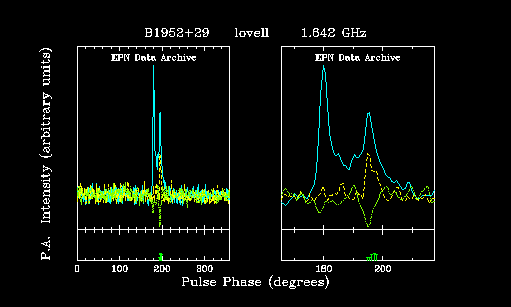 B1952+29 lovell 1.642 GHz
EPN Data Archive EPN Data Archive
P.A. Intensity (arbitrary units)
0 100 200 300 180 200
Pulse Phase (degrees)